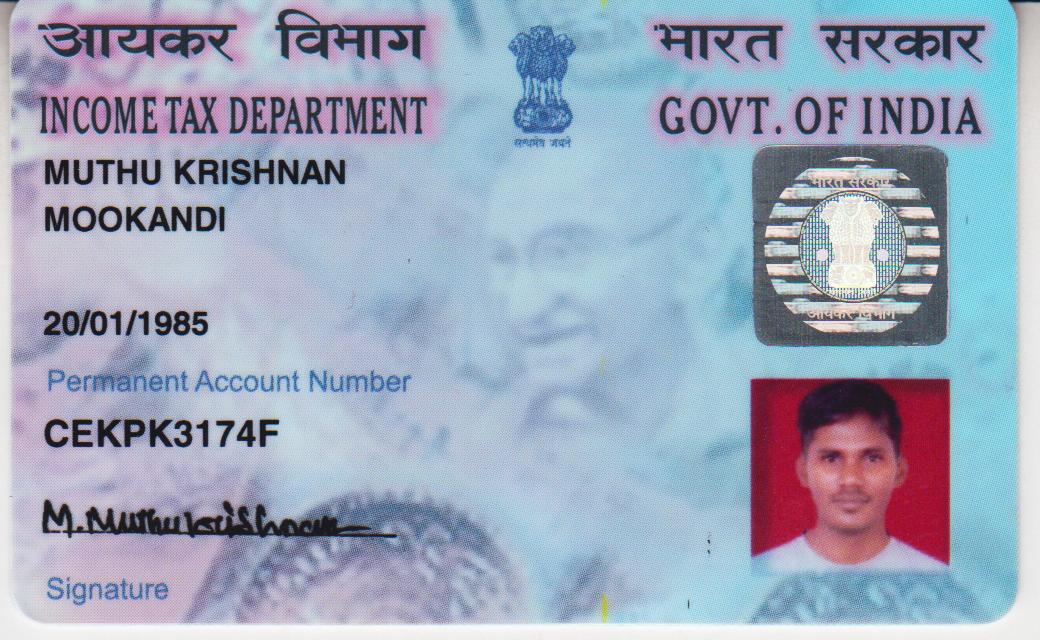 आयकर विभाग
INCOME TAX DEPARTMENT
सत्यमेव जयते
भारत सरकार
GOVT. OF INDIA
MUTHU KRISHNAN
MOOKANDI
भारत सरकार
आयकर विभाग
20/01/1985
Permanent Account Number
CEKPK3174F
M. Muthukrishnan
Signature